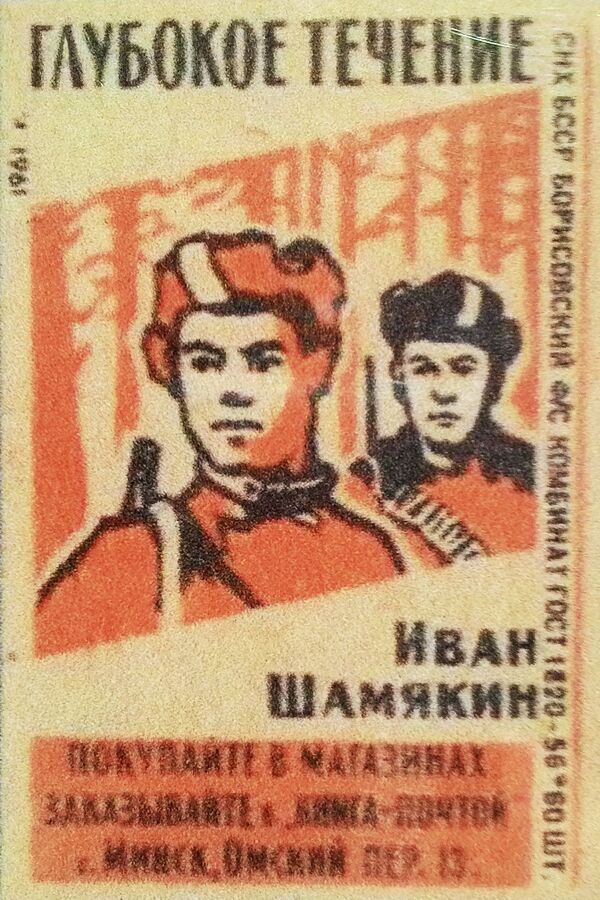 ГЛУБОКОЕ ТЕЧЕНИЕ
1961 г.
СНХ БССР БОРИСОВСКИЙ Ф/С КОМБИНАТ ГОСТ 1820-56*60 ШТ.
ИВАН
ШАМЯКИН
ПОКУПАЙТЕ В МАГАЗИНАХ
ЗАКАЗЫВАЙТЕ „КНИГА-ПОЧТОЙ
г. МИНСК, ОМСКИЙ ПЕР. 13